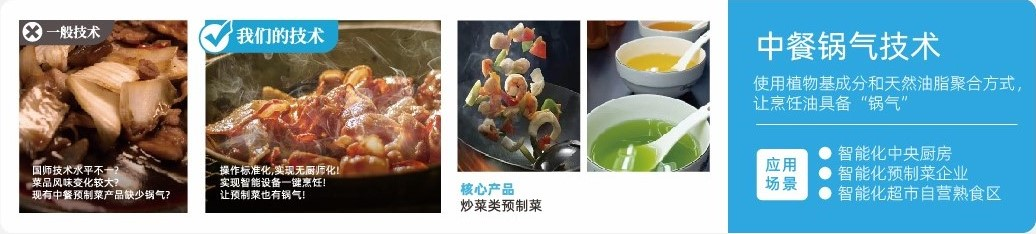 一般技术
国师技术水平不一?
菜品风味变化较大?
现有中餐预制菜产品缺少锅气?
我们的技术
操作标准化,实现无厨师化!
实现智能设备一键烹饪!
让预制菜也有锅气!
核心产品
炒菜类预制菜
中餐锅气技术
使用植物基成分和天然油脂聚合方式,
让烹饪油具备“锅气”
应用
场景
智能化中央厨房
智能化预制菜企业
智能化超市自营熟食区